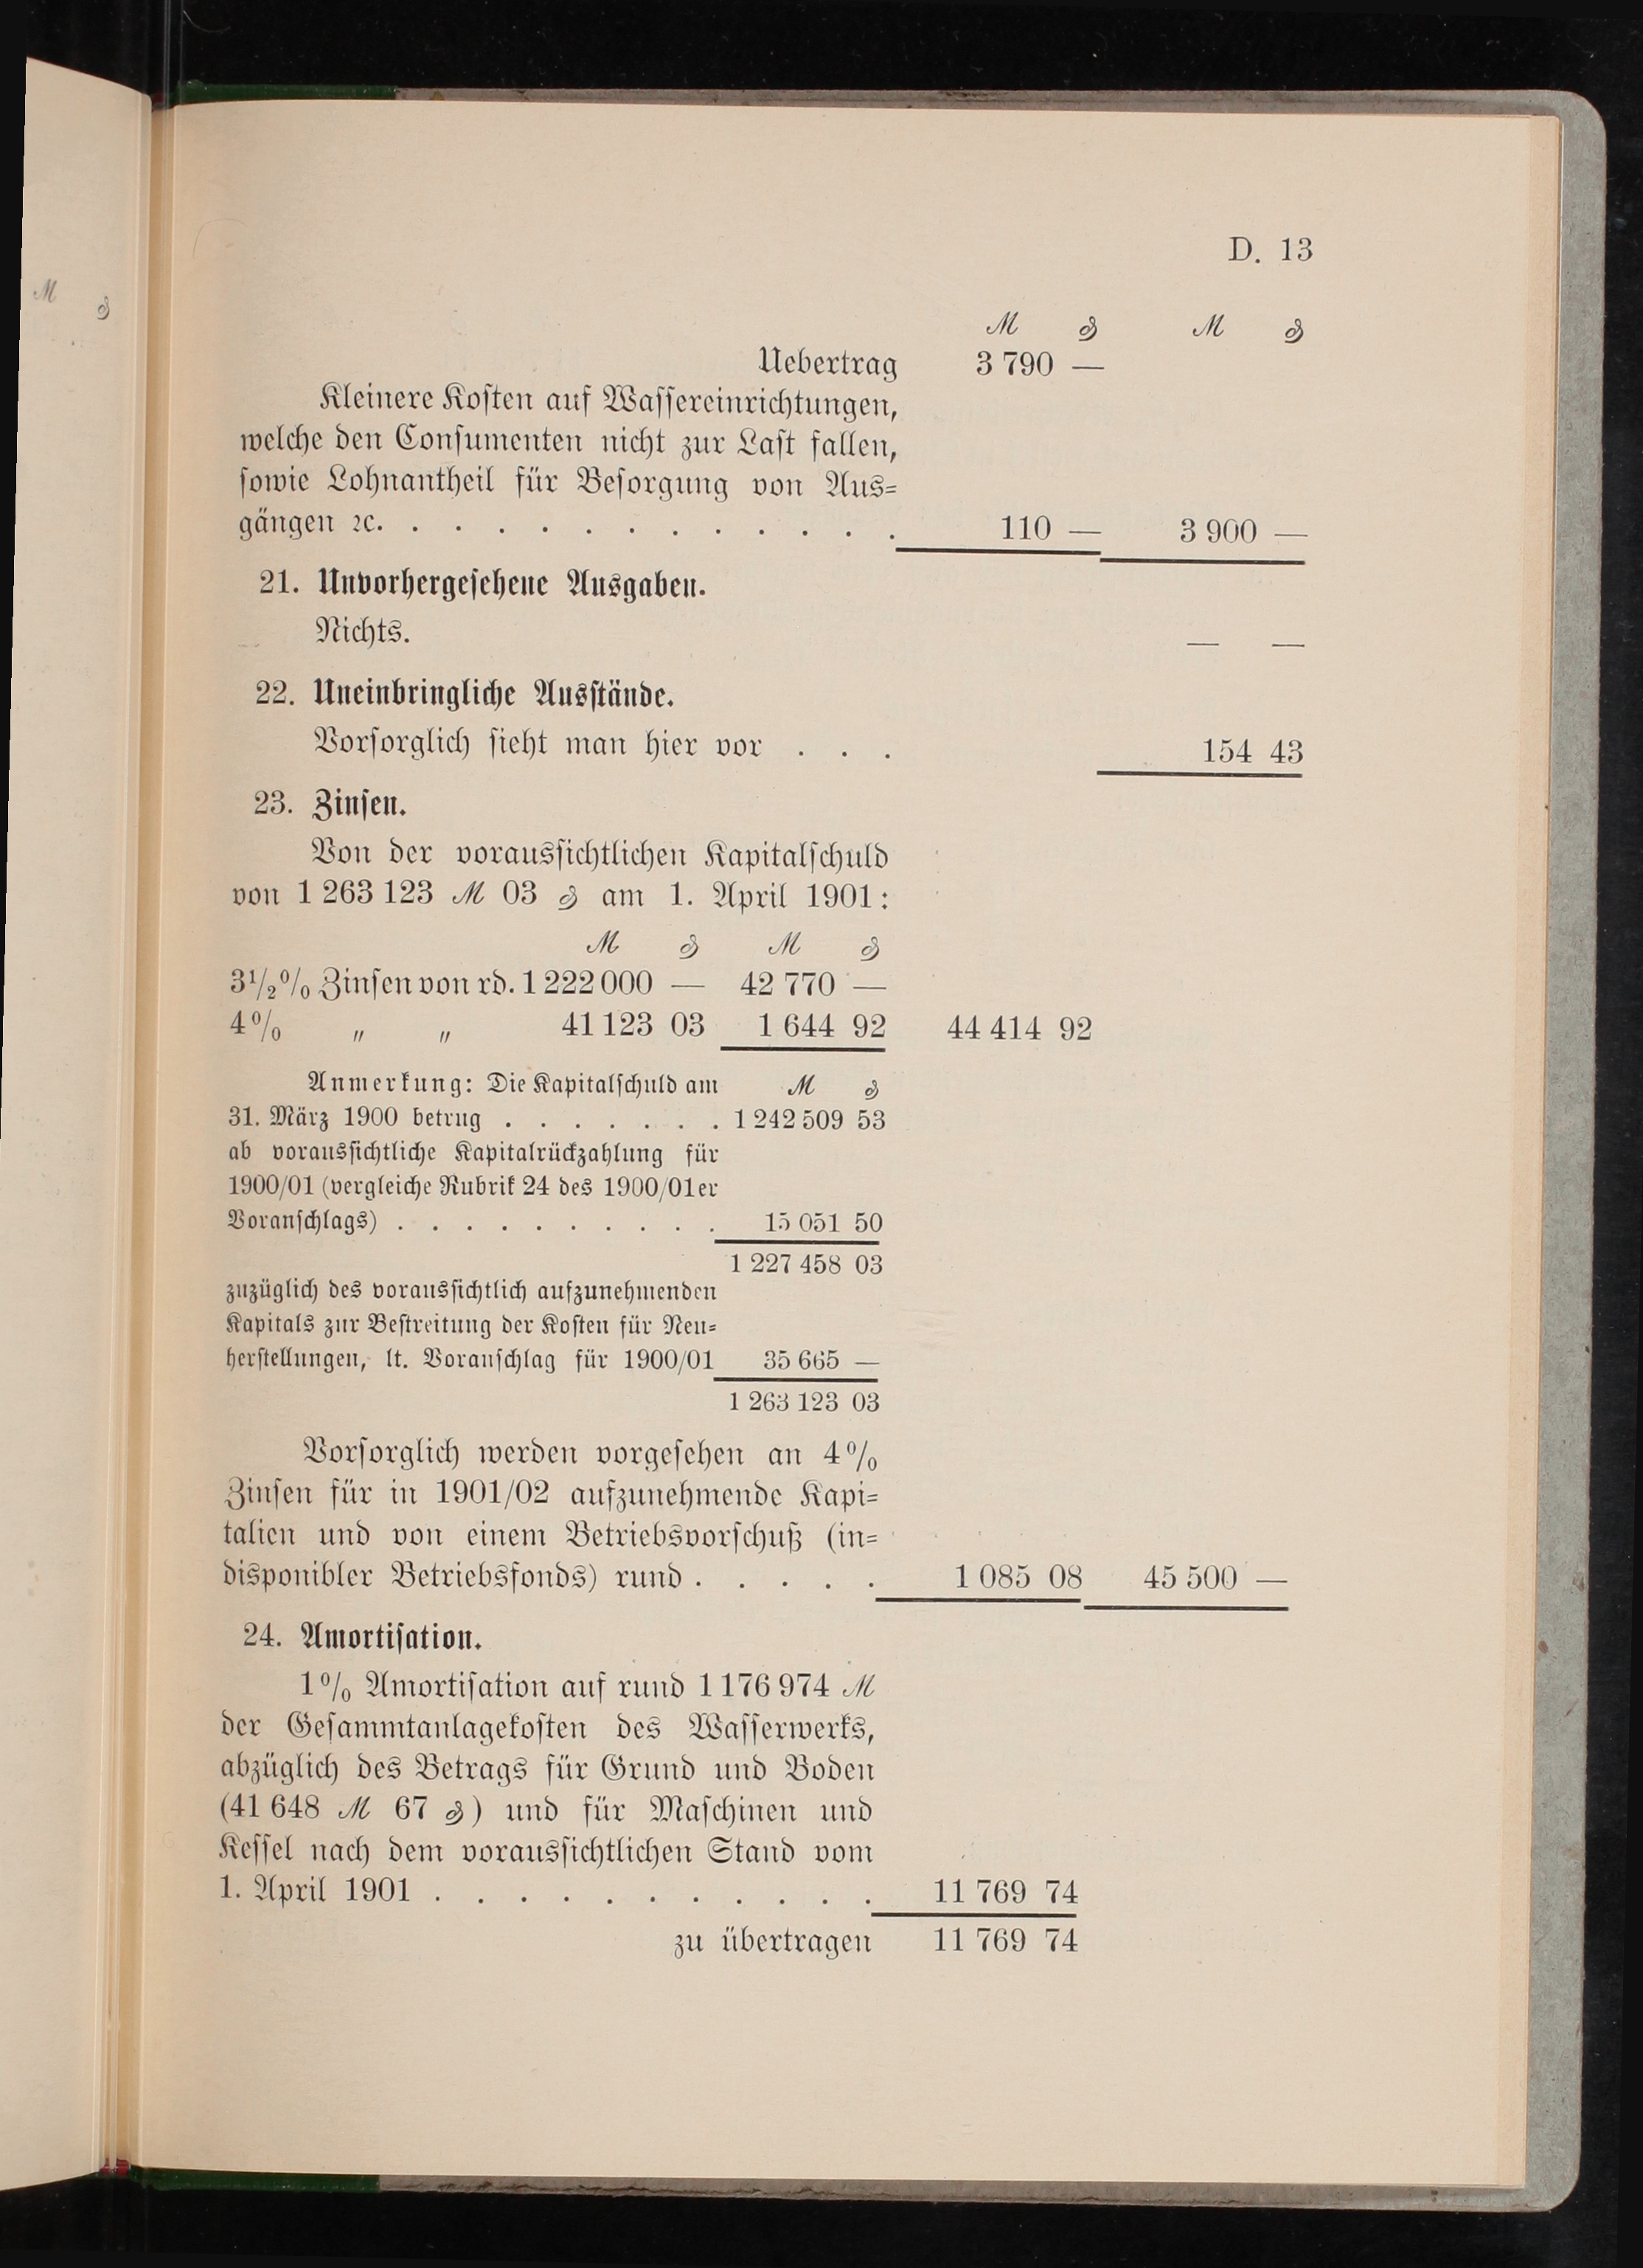 M ₰
D. 13
M ₰ M ₰
Uebertrag 3 790 —
Kleinere Kosten auf Wassereinrichtungen,
welche den Consumenten nicht zur Last fallen,
sowie Lohnantheil für Besorgung von Aus=
gängen ꝛc. . . . . . . . . . . . . 110 — 3 900 —
21. Unvorhergesehene Ausgaben.
Nichts. — —
22. Uneinbringliche Ausstände.
Vorsorglich sieht man hier vor . . . 154 43
23. Zinsen.
Von der voraussichtlichen Kapitalschuld
von 1 263 123 M 03 ₰ am 1. April 1901:
M ₰ M ₰
3½% Zinsen von rd. 1 222 000 — 42 770 —
4% " " 41 123 03 1 644 92 44 414 92
Anmerkung: Die Kapitalschuld am M ₰
31. März 1900 betrug . . . . . . . 1 242 509 53
ab voraussichtliche Kapitalrückzahlung für
1900/01 (vergleiche Rubrik 24 des 1900/01er
Voranschlags) . . . . . . . . . . 15 051 50
1 227 458 03
zuzüglich des voraussichtlich aufzunehmenden
Kapitals zur Bestreitung der Kosten für Neu=
herstellungen, lt. Voranschlag für 1900/01 35 665 —
1 263 123 03
Vorsorglich werden vorgesehen an 4%
Zinsen für in 1901/02 aufzunehmende Kapi=
talien und von einem Betriebsvorschuß (in=
disponibler Betriebsfonds) rund . . . . . 1 085 08 45 500 —
24. Amortisation.
1% Amortisation auf rund 1 176 974 M
der Gesammtanlagekosten des Wasserwerks,
abzüglich des Betrags für Grund und Boden
(41 648 M 67 ₰) und für Maschinen und
Kessel nach dem voraussichtlichen Stand vom
1. April 1901 . . . . . . . . . . . 11 769 74
zu übertragen 11 769 74